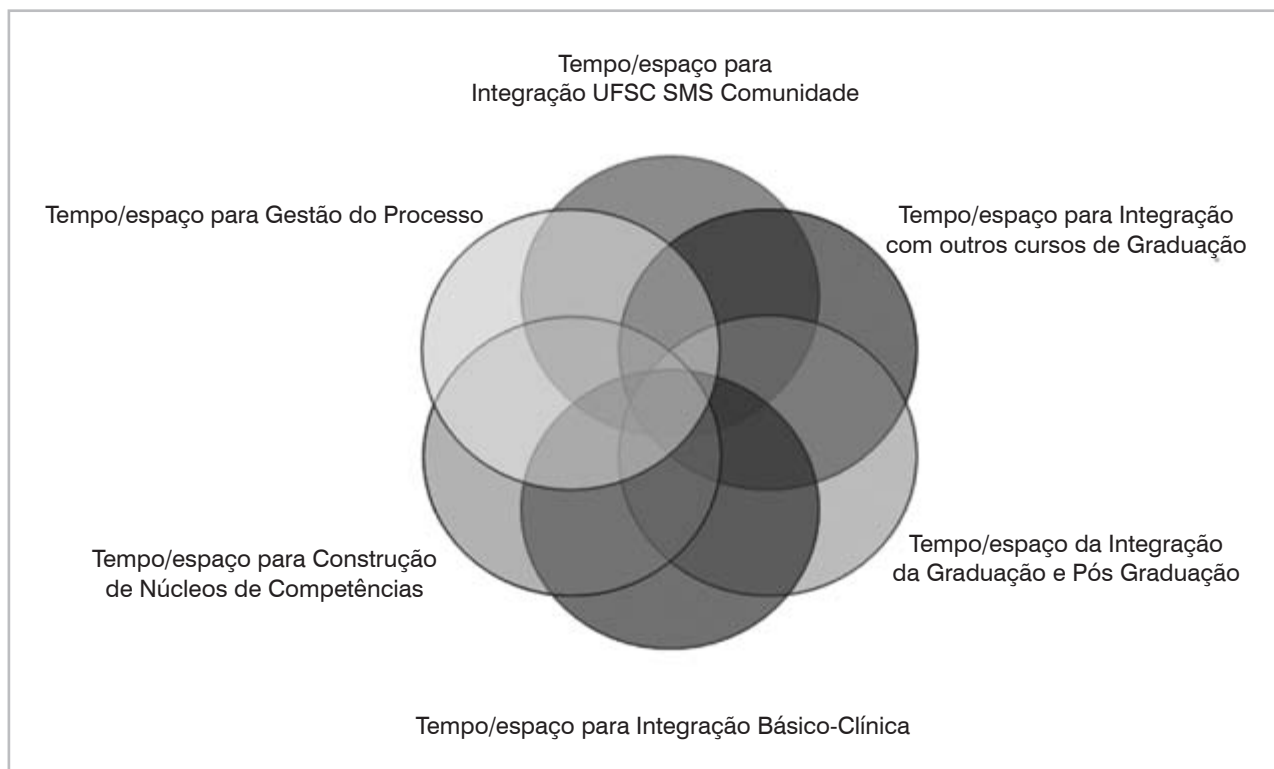 Tempo/espaço para
Integração UFSC SMS Comunidade
Tempo/espaço para Gestão do Processo
Tempo/espaço para Integração
com outros cursos de Graduação
Tempo/espaço para Construção
de Núcleos de Competências
Tempo/espaço da Integração
da Graduação e Pós Graduação
Tempo/espaço para Integração Básico-Clínica